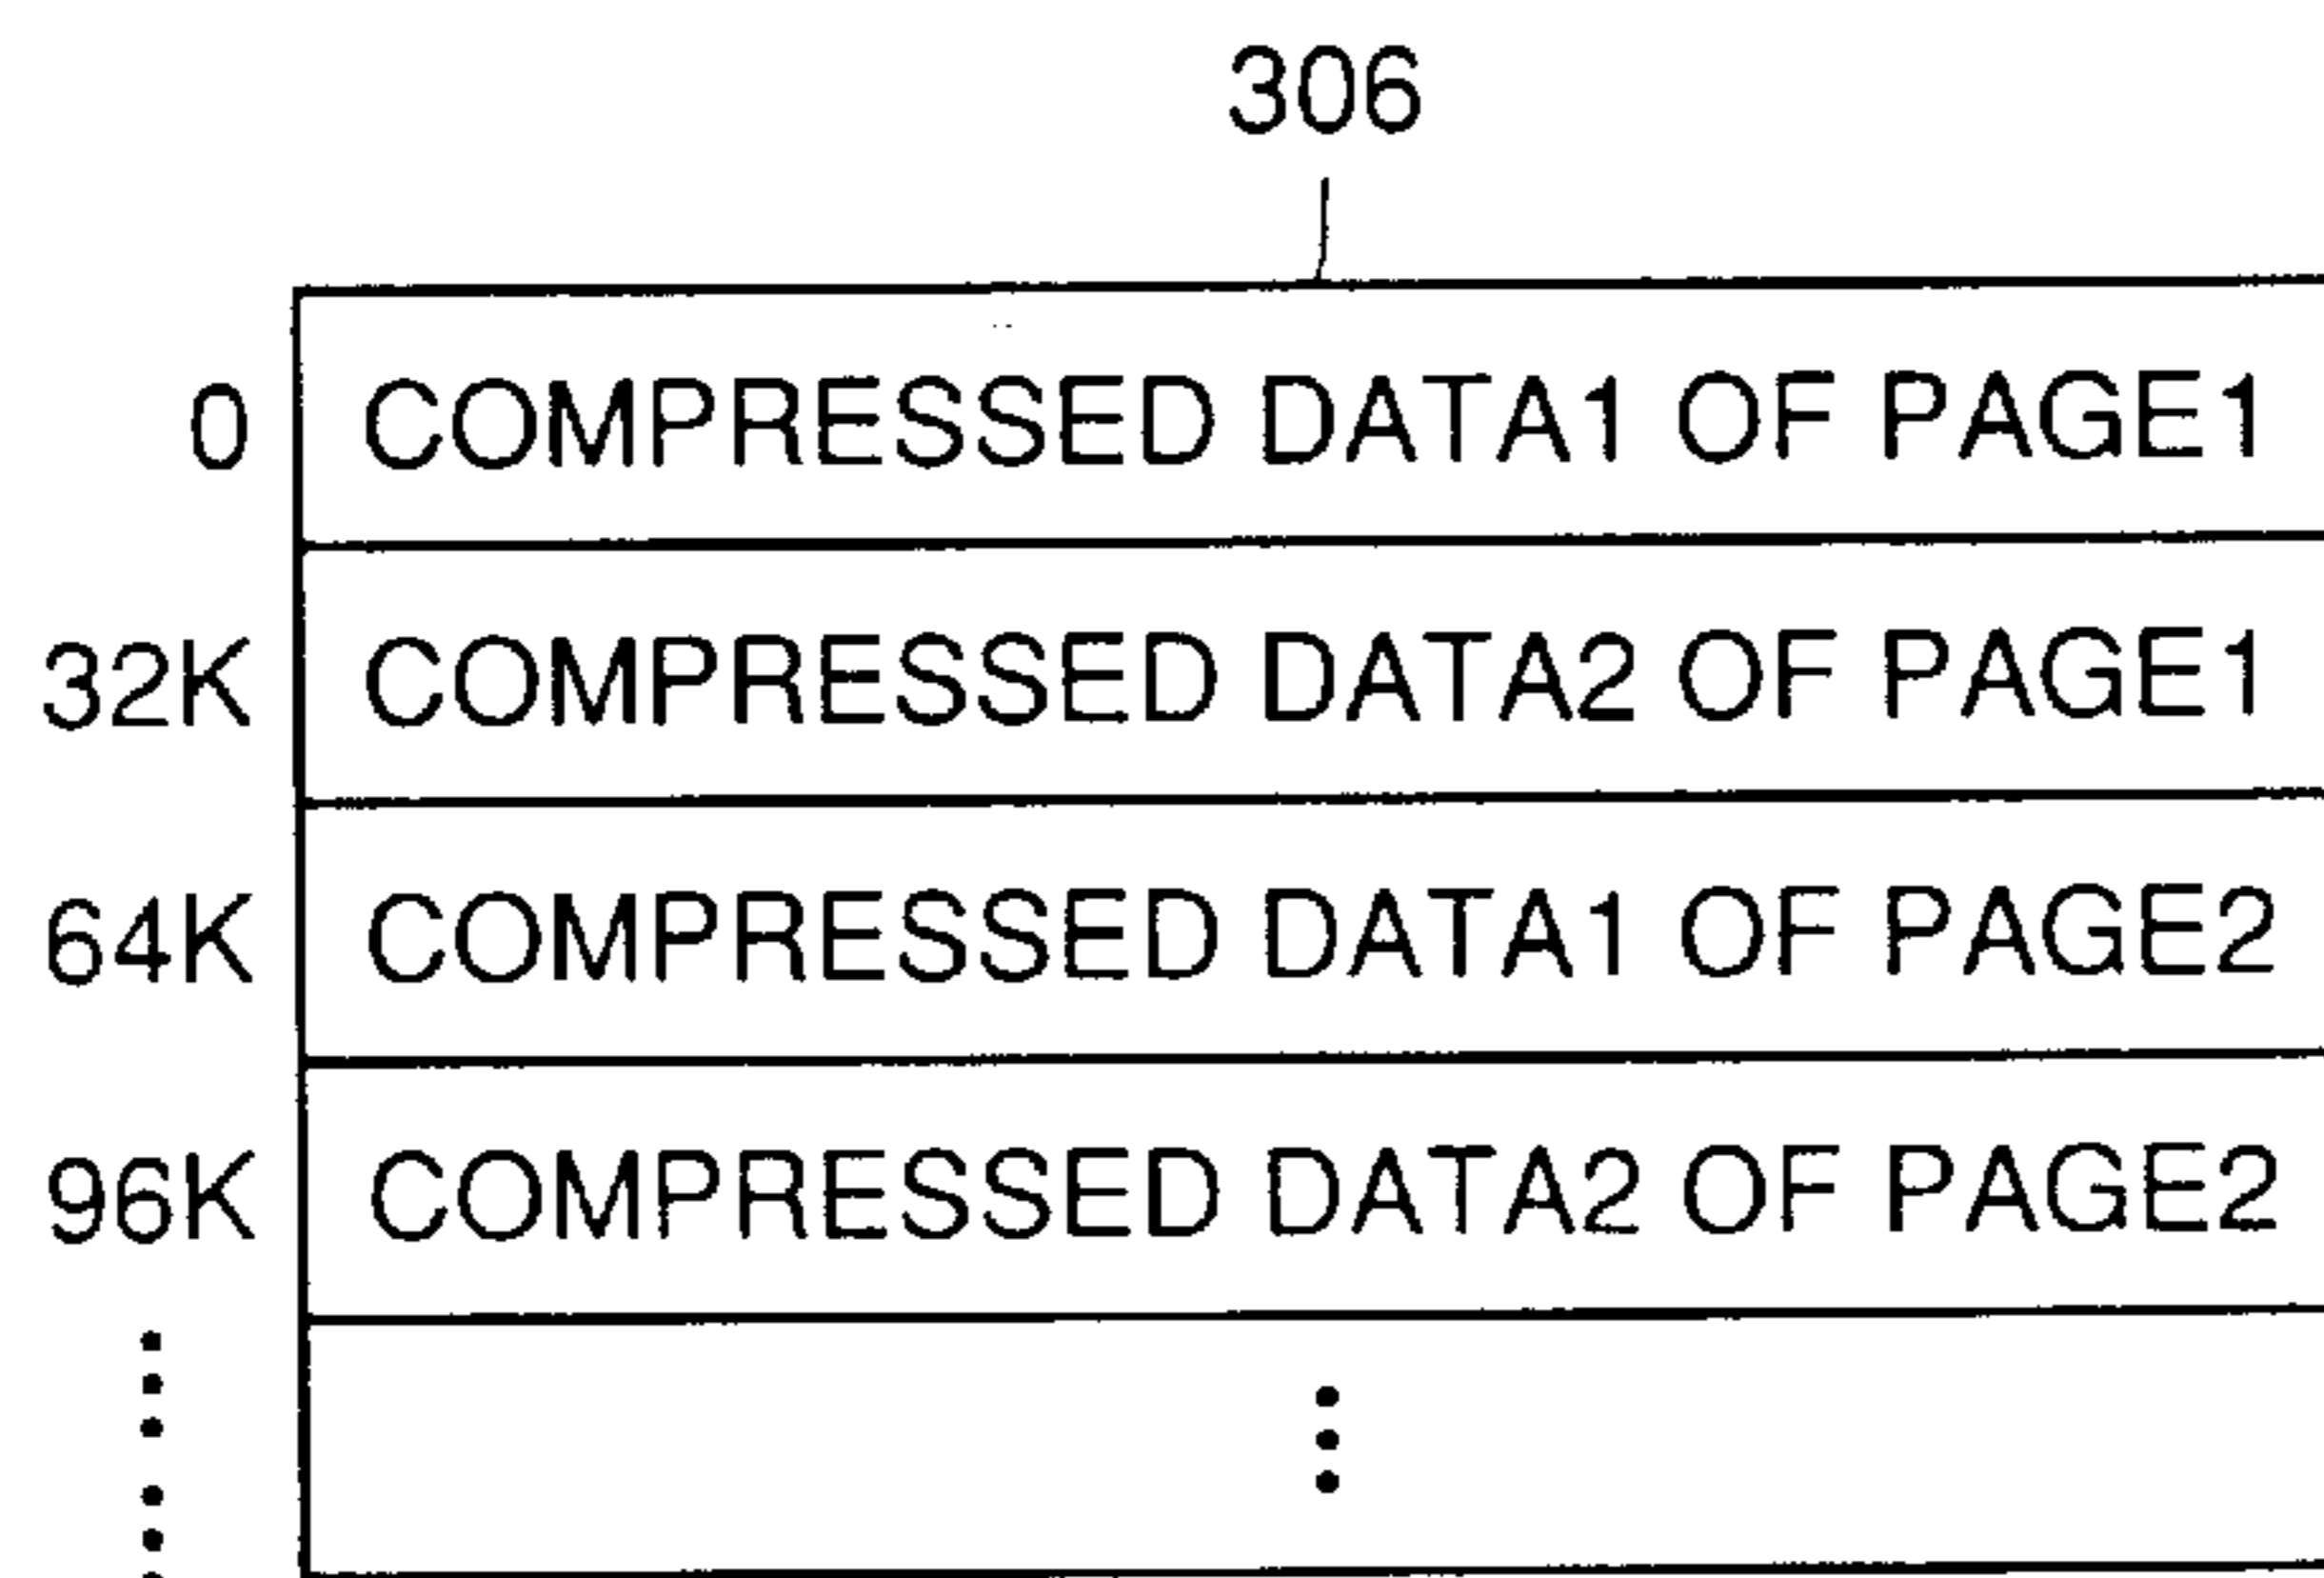 306
0 COMPRESSED DATA1 OF PAGE1
32K COMPRESSED DATA2 OF PAGE1
64K COMPRESSED DATA1 OF PAGE2
96K COMPRESSED DATA2 OF PAGE2